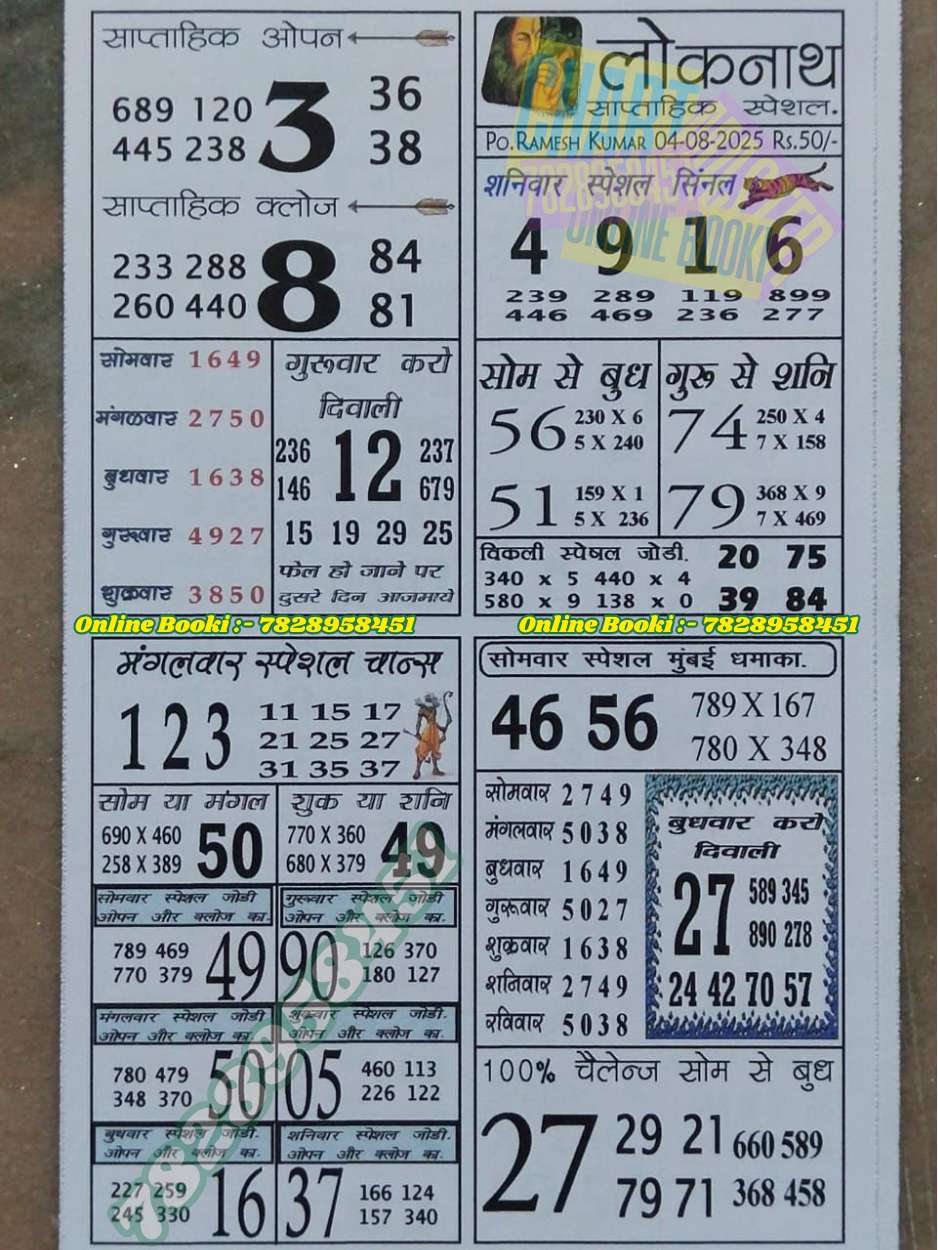 साप्ताहिक ओपन
689 120
445 238
3
36
38
साप्ताहिक क्लोज
233 288
260 440
8
84
81
लोकनाथ
साप्ताहिक स्पेशल.
PO.RAMESH KUMAR 04-08-2025 RS.50/-
शनिवार स्पेशल सिंनल
4 9 1 6
239 289 119 899
446 469 236 277
सोमवार 1649
मंगळवार 2750
बुधवार 1638
गुरूवार 4927
शुक्रवार 3850
गुरूवार करो
दिवाली
236
146
12
237
679
15 19 29 25
फेल हो जाने पर
दुसरे दिन आजमाये
सोम से बुध
56
230 X 6
5 X 240
51
159 X 1
5 X 236
गुरू से शनि
74
250 X 4
7 X 158
79
368 X 9
7 X 469
विकली स्पेषल जोडी.
340 x 5 440 x 4
580 x 9 138 x 0
20 75
39 84
Online Booki :- 7828958451
Online Booki :- 7828958451
मंगलवार स्पेशल चान्स
123
11 15 17
21 25 27
31 35 37
सोम या मंगल
690 X 460
258 X 389
50
शुक या शनि
770 X 360
680 X 379
49
सोमवार स्पेशल जोडी
ओपन और क्लोज का.
789 469
770 379
49
गुरूवार स्पेशल जोडी
ओपन और क्लोज का.
90
126 370
180 127
मंगलवार स्पेशल जोडी
ओपन और क्लोज का.
780 479
348 370
50
शुक्रवार स्पेशल जोडी
ओपन और क्लोज का.
05
460 113
226 122
बुधवार स्पेशल जोडी.
ओपन और क्लोज का.
227 259
245 330
16
शनिवार स्पेशल जोडी.
ओपन और क्लोज का.
37
166 124
157 340
7828958451
सोमवार स्पेशल मुंबई धमाका.
46 56
789 X 167
780 X 348
सोमवार 2749
मंगलवार 5038
बुधवार 1649
गुरूवार 5027
शुक्रवार 1638
शनिवार 2749
रविवार 5038
बुधवार करो
दिवाली
27
589 345
890 278
24 42 70 57
100% चैलेन्ज सोम से बुध
27
29 21
79 71
660 589
368 458